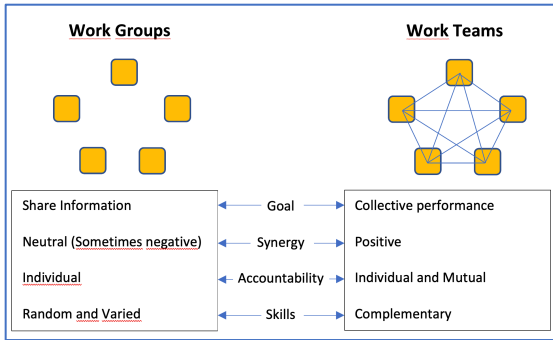 Work Groups
Work Teams
Share Information Goal Collective performance
Neutral (Sometimes negative) Synergy Positive
Individual Accountability Individual and Mutual
Random and Varied Skills Complementary